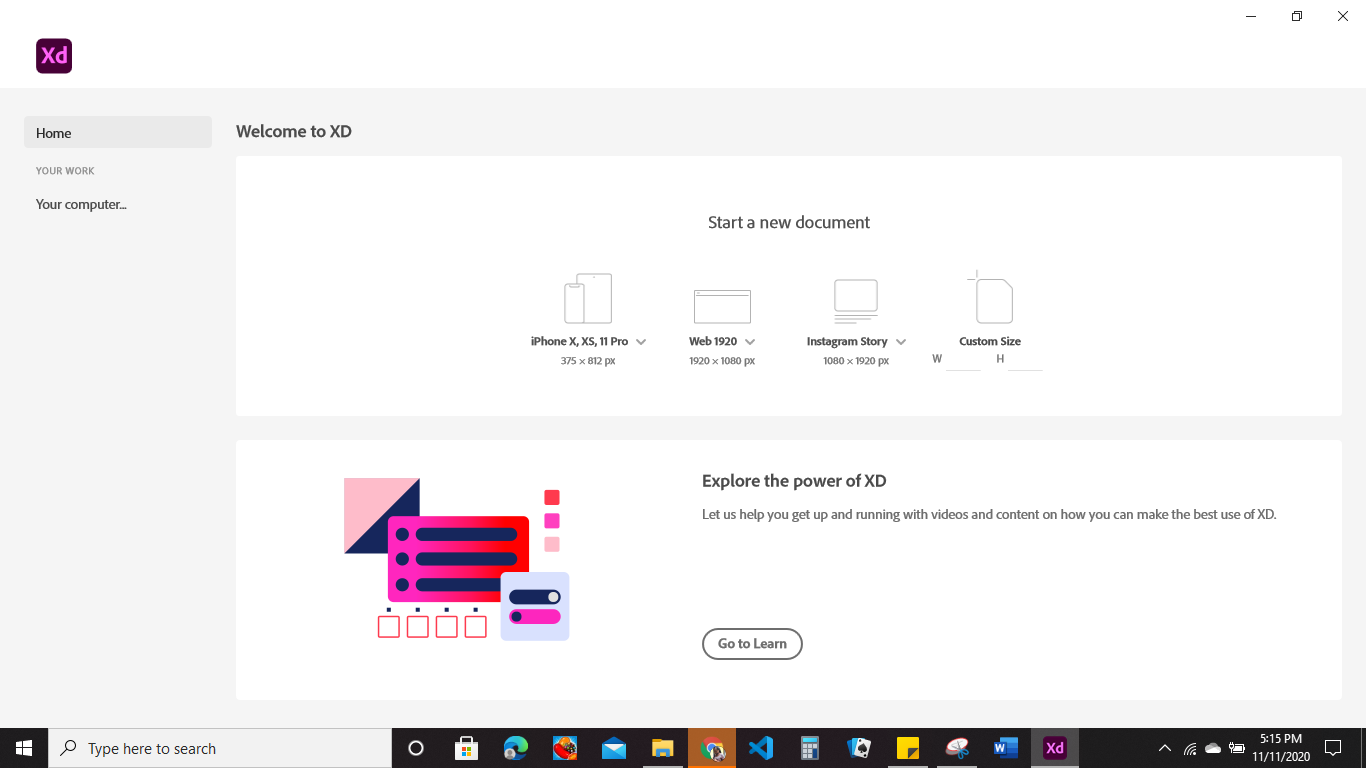 Xd
Home
YOUR WORK
Your computer...
Welcome to XD
Start a new document
iPhone X, XS, 11 Pro
375 × 812 px
Web 1920
1920 × 1080 px
Instagram Story
1080 × 1920 px
Custom Size
W H
Explore the power of XD
Let us help you get up and running with videos and content on how you can make the best use of XD.
Go to Learn
Type here to search
W
Xd
5:15 PM
11/11/2020